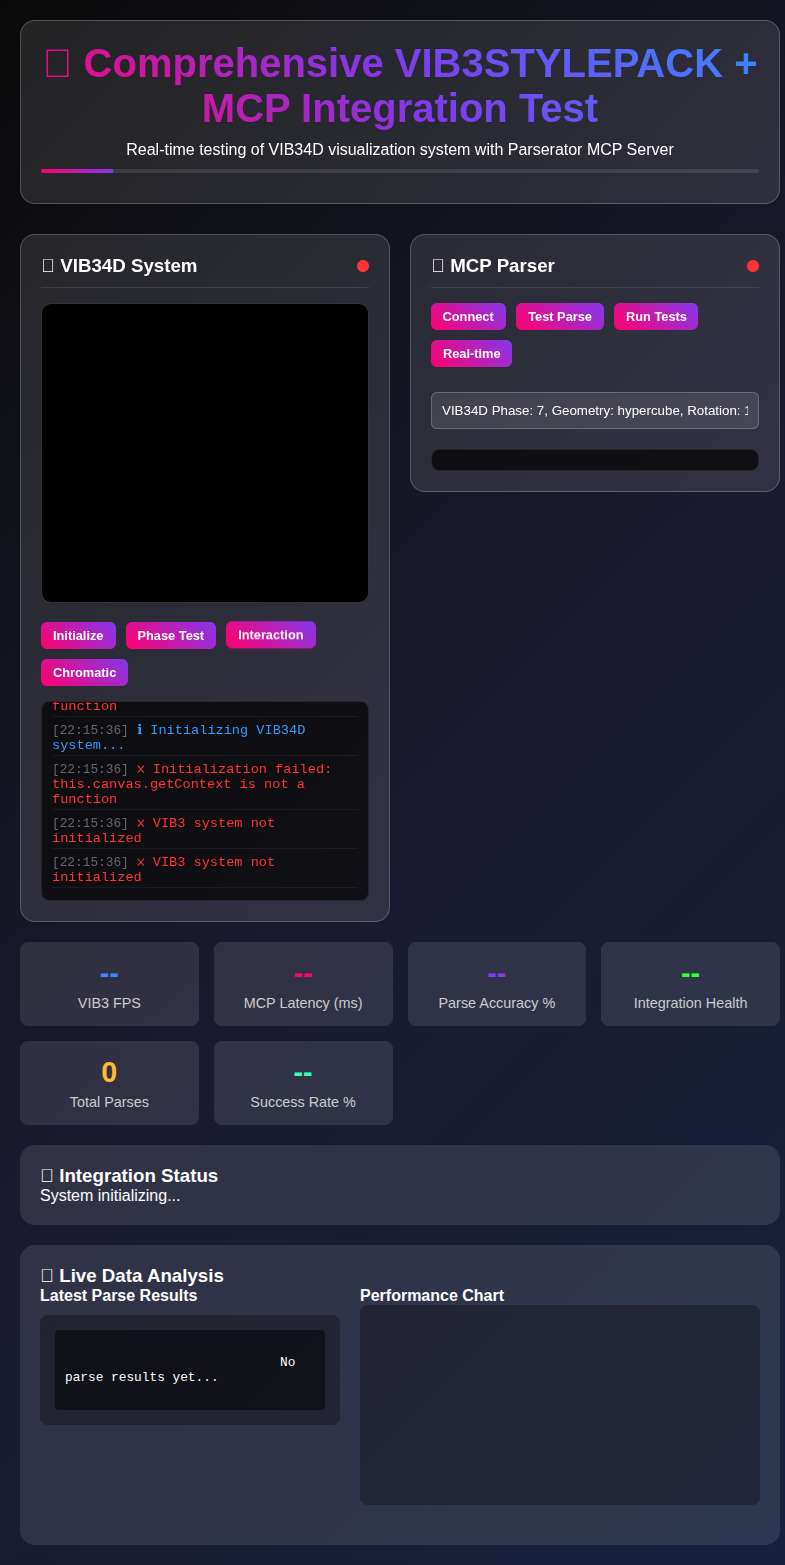 Comprehensive VIB3STYLEPACK +
MCP Integration Test
Real-time testing of VIB34D visualization system with Parserator MCP Server
VIB34D System
Initialize
Phase Test
Interaction
Chromatic
function
[22:15:36] ℹ Initializing VIB34D
system...
[22:15:36] ✗ Initialization failed:
this.canvas.getContext is not a
function
[22:15:36] ✗ VIB3 system not
initialized
[22:15:36] ✗ VIB3 system not
initialized
MCP Parser
Connect
Test Parse
Run Tests
Real-time
VIB34D Phase: 7, Geometry: hypercube, Rotation: 1
--
VIB3 FPS
--
MCP Latency (ms)
--
Parse Accuracy %
--
Integration Health
0
Total Parses
--
Success Rate %
Integration Status
System initializing...
Live Data Analysis
Latest Parse Results
No
parse results yet...
Performance Chart